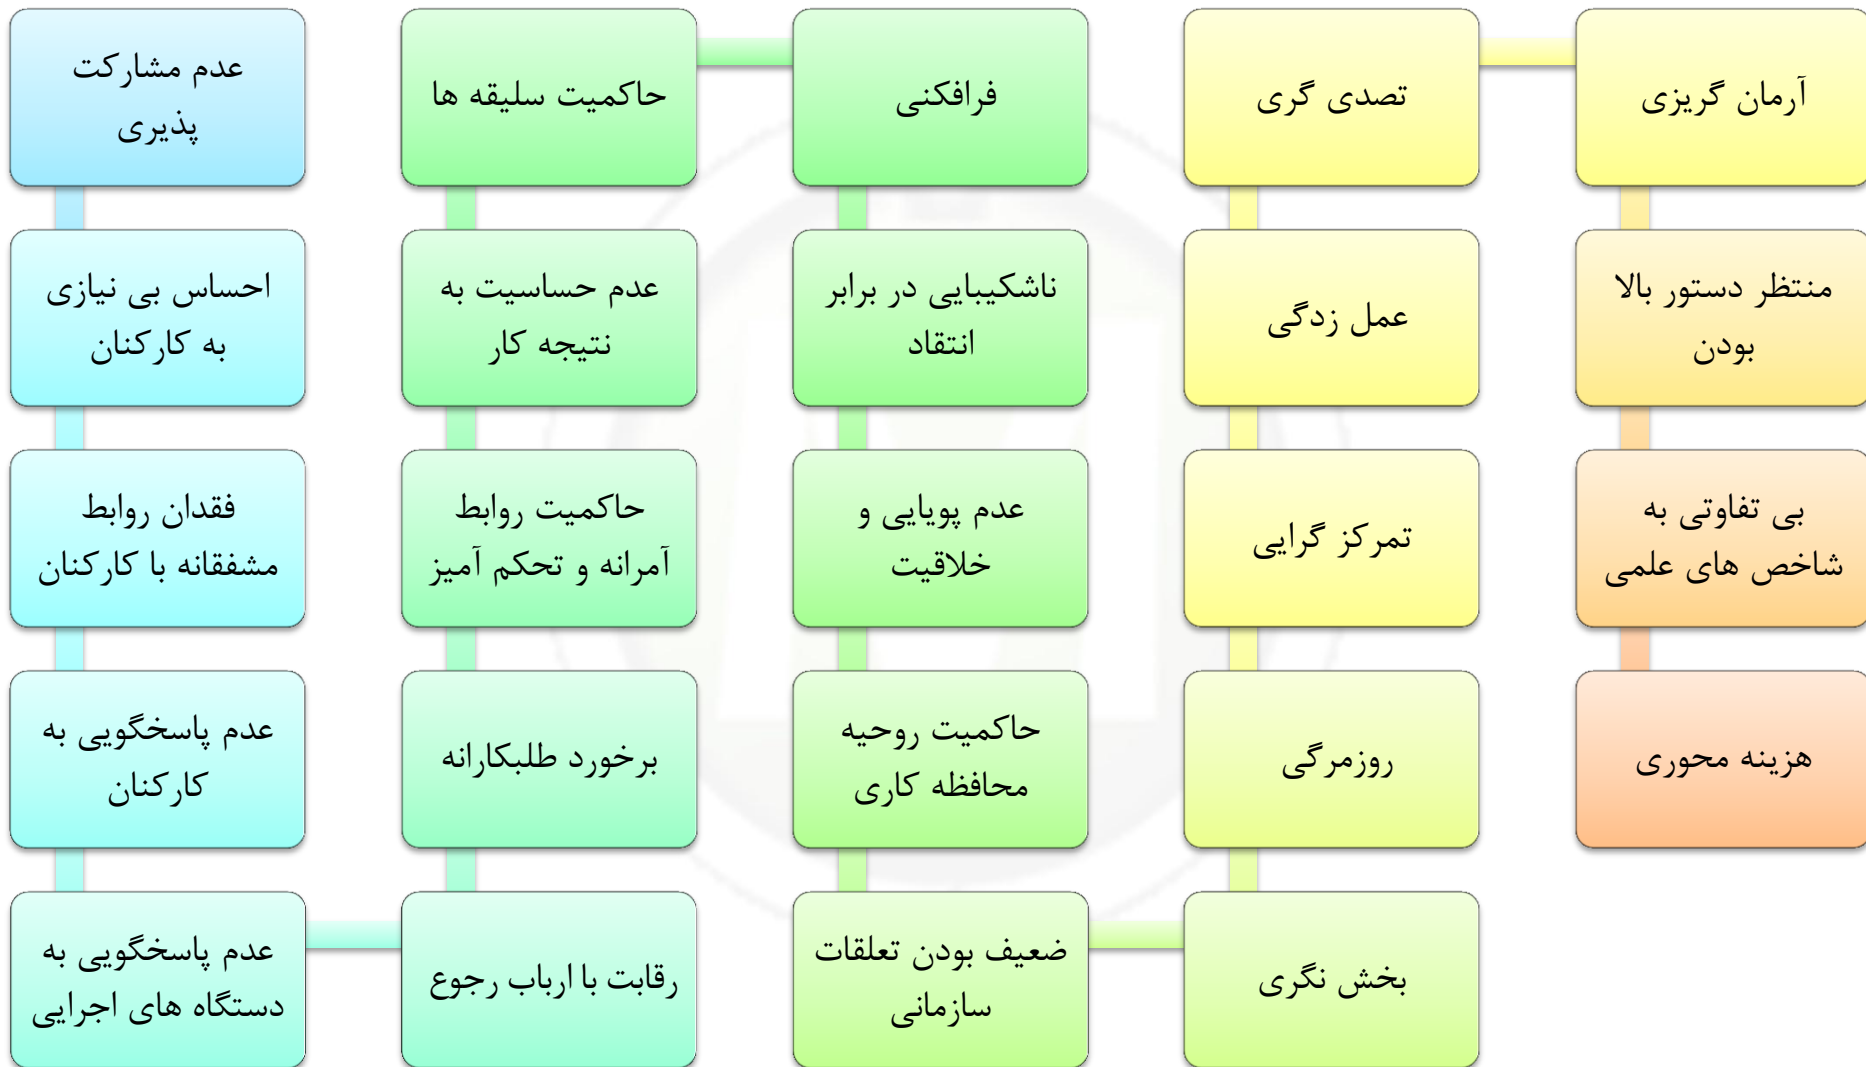 عدم مشارکت
پذیری
احساس بی نیازی
به کارکنان
فقدان روابط
مشفقانه با کارکنان
عدم پاسخگویی به
کارکنان
عدم پاسخگویی به
دستگاه های اجرایی
رقابت با ارباب رجوع
برخورد طلبکارانه
حاکمیت روابط
آمرانه و تحکم آمیز
عدم حساسیت به
نتیجه کار
حاکمیت سلیقه ها
فرافکنی
ناشکیبایی در برابر
انتقاد
عدم پویایی و
خلاقیت
حاکمیت روحیه
محافظه کاری
ضعیف بودن تعلقات
سازمانی
بخش نگری
روزمرگی
تمرکز گرایی
عمل زدگی
تصدی گری
آرمان گریزی
منتظر دستور بالا
بودن
بی تفاوتی به
شاخص های علمی
هزینه محوری